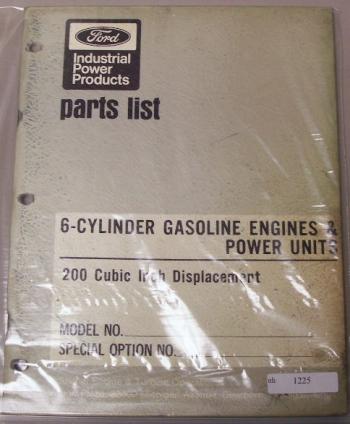 Ford
Industrial
Power
Products
parts list
6-CYLINDER GASOLINE ENGINES &
POWER UNITS
200 Cubic Inch Displacement
MODEL NO.
SPECIAL OPTION NO.
nh 1225